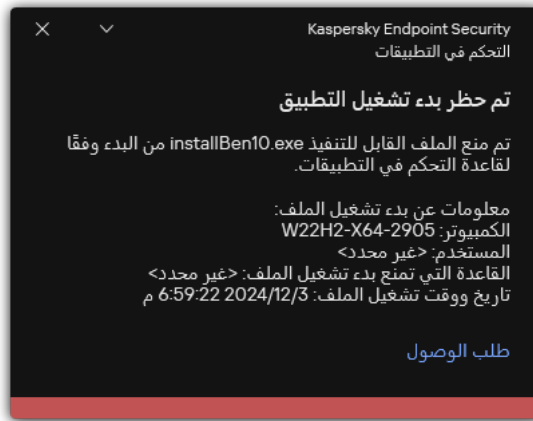 Kaspersky Endpoint Security
التحكم في التطبيقات
تم حظر بدء تشغيل التطبيق
تم منع الملف القابل للتنفيذ installBen10.exe من البدء وفقًا
لقاعدة التحكم في التطبيقات.
معلومات عن بدء تشغيل الملف:
الكمبيوتر: W22H2-X64-2905
المستخدم: <غير محدد>
القاعدة التي تمنع بدء تشغيل الملف: <غير محدد>
تاريخ ووقت تشغيل الملف: 2024/12/3 6:59:22 م
طلب الوصول